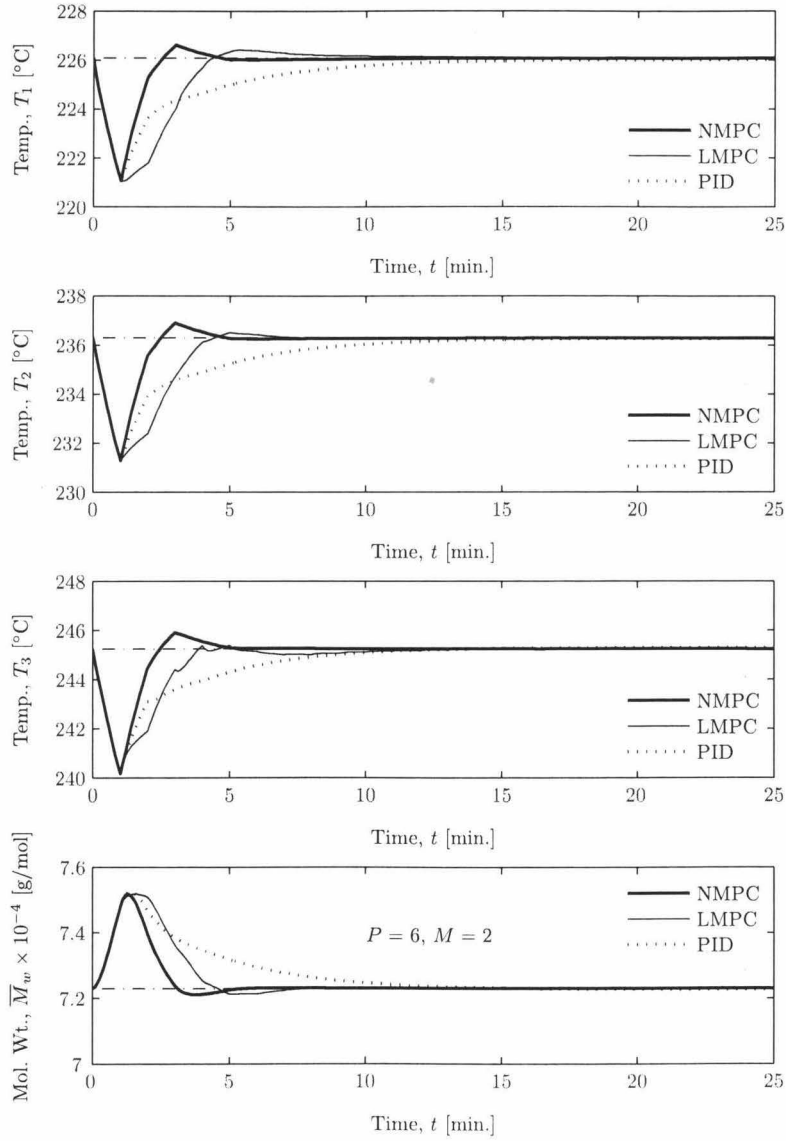 Temp., T₁ [°C]
228
226
224
222
220
NMPC
LMPC
PID
0 5 10 15 20 25
Time, t [min.]
Temp., T₂ [°C]
238
236
234
231
230
NMPC
LMPC
PID
0 5 10 15 20 25
Time, t [min.]
Temp., T₃ [°C]
248
246
244
241
240
NMPC
LMPC
PID
0 5 10 15 20 25
Time, t [min.]
Mol. Wt., M̅w × 10⁻⁴ [g/mol]
7.6
7.4
7.2
7
NMPC
LMPC
PID
P = 6, M = 2
0 5 10 15 20 25
Time, t [min.]